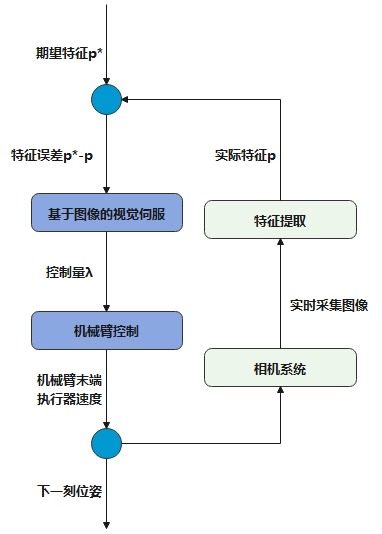 期望特征p*
特征误差p*-p
实际特征p
基于图像的视觉伺服
特征提取
控制量λ
实时采集图像
机械臂控制
相机系统
机械臂末端
执行器速度
下一刻位姿